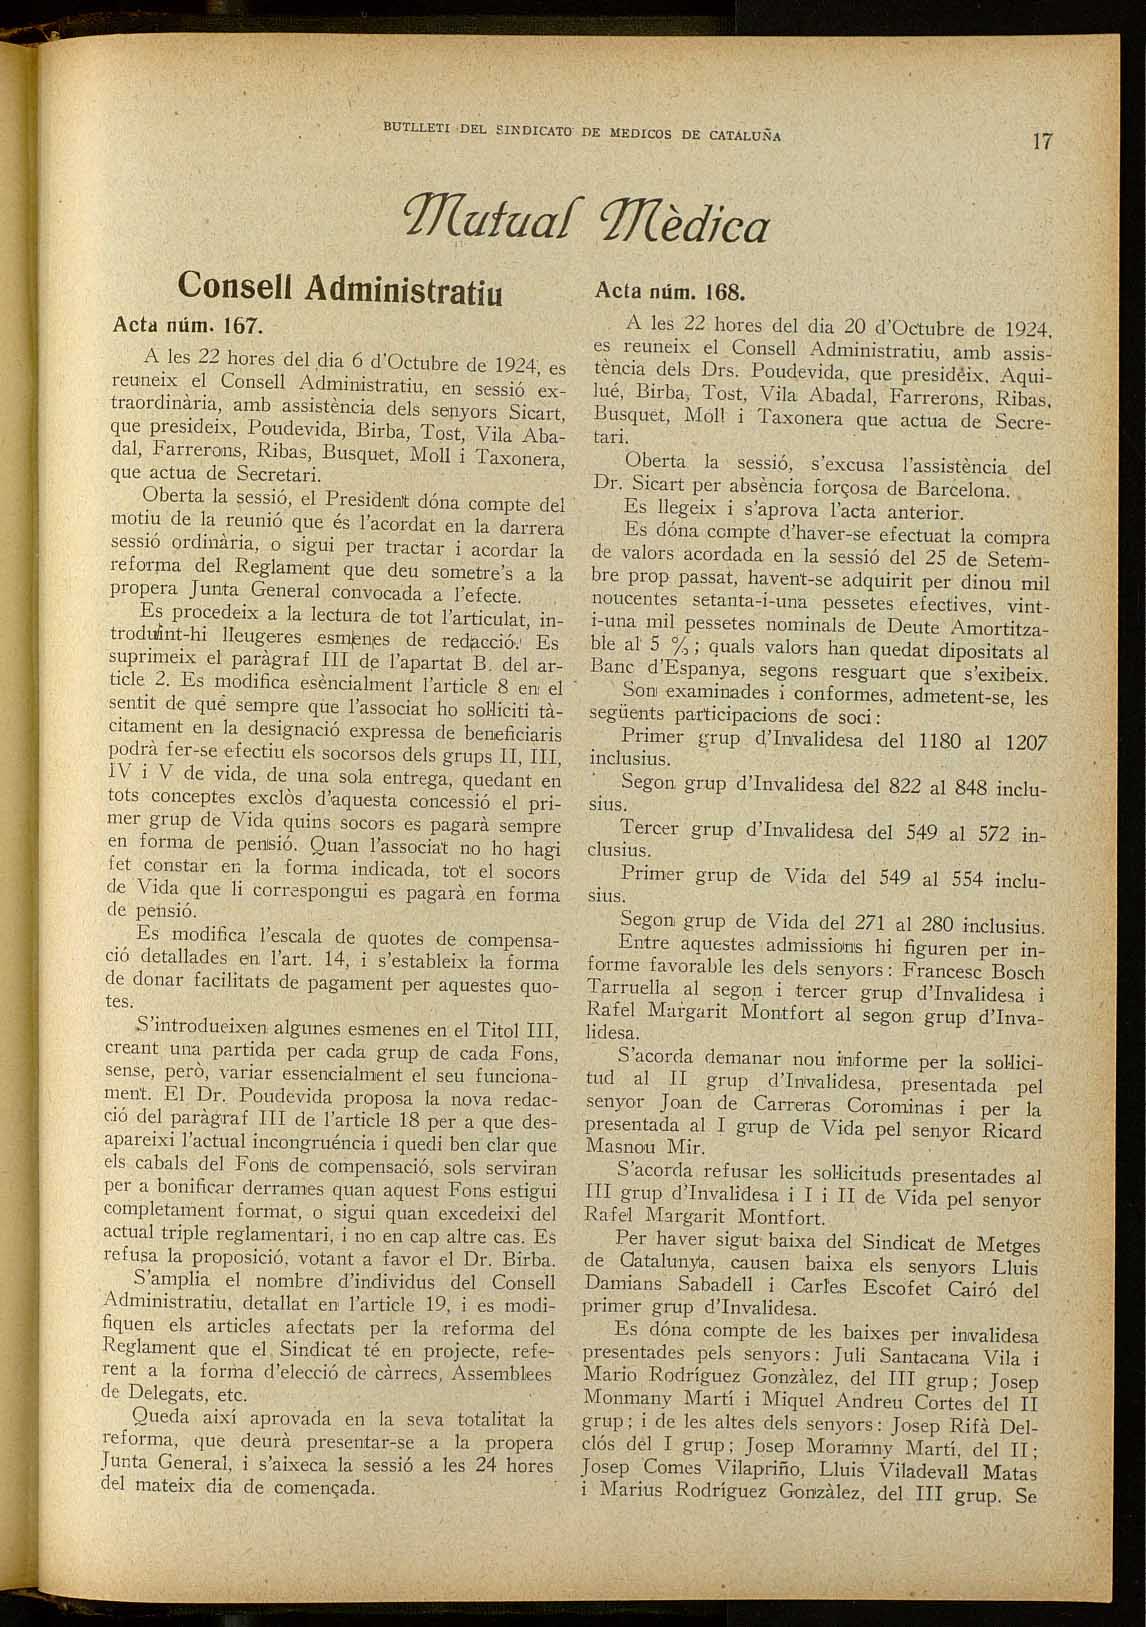 BUTLLETI DEL SINDICATO DE MEDICOS DE CATALUÑA
17
Mutual Mèdica
Consell Administratiu
Acta núm. 167.
A les 22 hores del dia 6 d'Octubre de 1924, es
reuneix el Consell Administratiu, en sessió ex-
traordinària, amb assistència dels senyors Sicart,
que presideix, Poudevida, Birba, Tost, Vila Aba-
dal, Farrerons, Ribas, Busquet, Moll i Taxonera,
que actua de Secretari.
Oberta la sessió, el President dóna compte del
motiu de la reunió que és l'acordat en la darrera
sessió ordinària, o sigui per tractar i acordar la
reforma del Reglament que deu sometre's a la
propera Junta General convocada a l'efecte.
Es procedeix a la lectura de tot l'articulat, in-
troduïnt-hi lleugeres esmenes de redacció. Es
suprimeix el paràgraf III de l'apartat B. del ar-
ticle 2. Es modifica esèncialment l'article 8 en el
sentit de qué sempre que l'associat ho sol·liciti tà-
citament en la designació expressa de beneficiaris
podrà fer-se efectiu els socorsos dels grups II, III,
IV i V de vida, de una sola entrega, quedant en
tots conceptes exclòs d'aquesta concessió el pri-
mer grup de Vida quins socors es pagarà sempre
en forma de pensió. Quan l'associat no ho hagi
fet constar en la forma indicada, tot el socors
de Vida que li correspongui es pagarà en forma
de pensió.
Es modifica l'escala de quotes de compensa-
ció detallades en l'art. 14, i s'estableix la forma
de donar facilitats de pagament per aquestes quo-
tes.
S'introdueixen algunes esmenes en el Titol III,
creant una partida per cada grup de cada Fons,
sense, però, variar essencialment el seu funciona-
ment. El Dr. Poudevida proposa la nova redac-
ció del paràgraf III de l'article 18 per a que des-
apareixi l'actual incongruéncia i quedi ben clar que
els cabals del Fons de compensació, sols serviran
per a bonificar derrames quan aquest Fons estigui
completament format, o sigui quan excedeixi del
actual triple reglamentari, i no en cap altre cas. Es
refusa la proposició, votant a favor el Dr. Birba.
S'amplia el nombre d'individus del Consell
Administratiu, detallat en l'article 19, i es modi-
fiquen els articles afectats per la reforma del
Reglament que el Sindicat té en projecte, refe-
rent a la forma d'elecció de càrrecs, Assemblees
de Delegats, etc.
Queda així aprovada en la seva totalitat la
reforma, que deurà presentar-se a la propera
Junta General, i s'aixeca la sessió a les 24 hores
del mateix dia de començada.
Acta núm. 168.
A les 22 hores del dia 20 d'Octubre de 1924,
es reuneix el Consell Administratiu, amb assis-
tència dels Drs. Poudevida, que presideix, Aqui-
lué, Birba, Tost, Vila Abadal, Farrerons, Ribas,
Busquet, Moll i Taxonera que actua de Secre-
tari.
Oberta la sessió, s'excusa l'assistència del
Dr. Sicart per absència forçosa de Barcelona.
Es llegeix i s'aprova l'acta anterior.
Es dóna compte d'haver-se efectuat la compra
de valors acordada en la sessió del 25 de Setem-
bre prop passat, havent-se adquirit per dinou mil
noucentes setanta-i-una pessetes efectives, vint-
i-una mil pessetes nominals de Deute Amortitza-
ble al 5 %; quals valors han quedat dipositats al
Banc d'Espanya, segons resguart que s'exibeix.
Son examinades i conformes, admetent-se, les
següents participacions de soci:
Primer grup d'Invalidesa del 1180 al 1207
inclusius.
Segon grup d'Invalidesa del 822 al 848 inclu-
sius.
Tercer grup d'Invalidesa del 549 al 572 in-
clusius.
Primer grup de Vida del 549 al 554 inclu-
sius.
Segon grup de Vida del 271 al 280 inclusius.
Entre aquestes admissions hi figuren per in-
forme favorable les dels senyors: Francesc Bosch
Tarruella al segon i tercer grup d'Invalidesa i
Rafel Margarit Montfort al segon grup d'Inva-
lidesa.
S'acorda demanar nou informe per la sol·lici-
tud al II grup d'Invalidesa, presentada pel
senyor Joan de Carreras Corominas i per la
presentada al I grup de Vida pel senyor Ricard
Masnou Mir.
S'acorda refusar les sol·licituds presentades al
III grup d'Invalidesa i I i II de Vida pel senyor
Rafel Margarit Montfort.
Per haver sigut baixa del Sindicat de Metges
de Catalunya, causen baixa els senyors Lluis
Damians Sabadell i Carles Escofet Cairó del
primer grup d'Invalidesa.
Es dóna compte de les baixes per invalidesa
presentades pels senyors: Juli Santacana Vila i
Mario Rodríguez Gonzàlez, del III grup; Josep
Monmany Martí i Miquel Andreu Cortes del II
grup; i de les altes dels senyors: Josep Rifà Del-
clós del I grup; Josep Moramny Martí, del II;
Josep Comes Vilapriño, Lluis Viladevall Matas
i Marius Rodríguez Gonzàlez, del III grup. Se